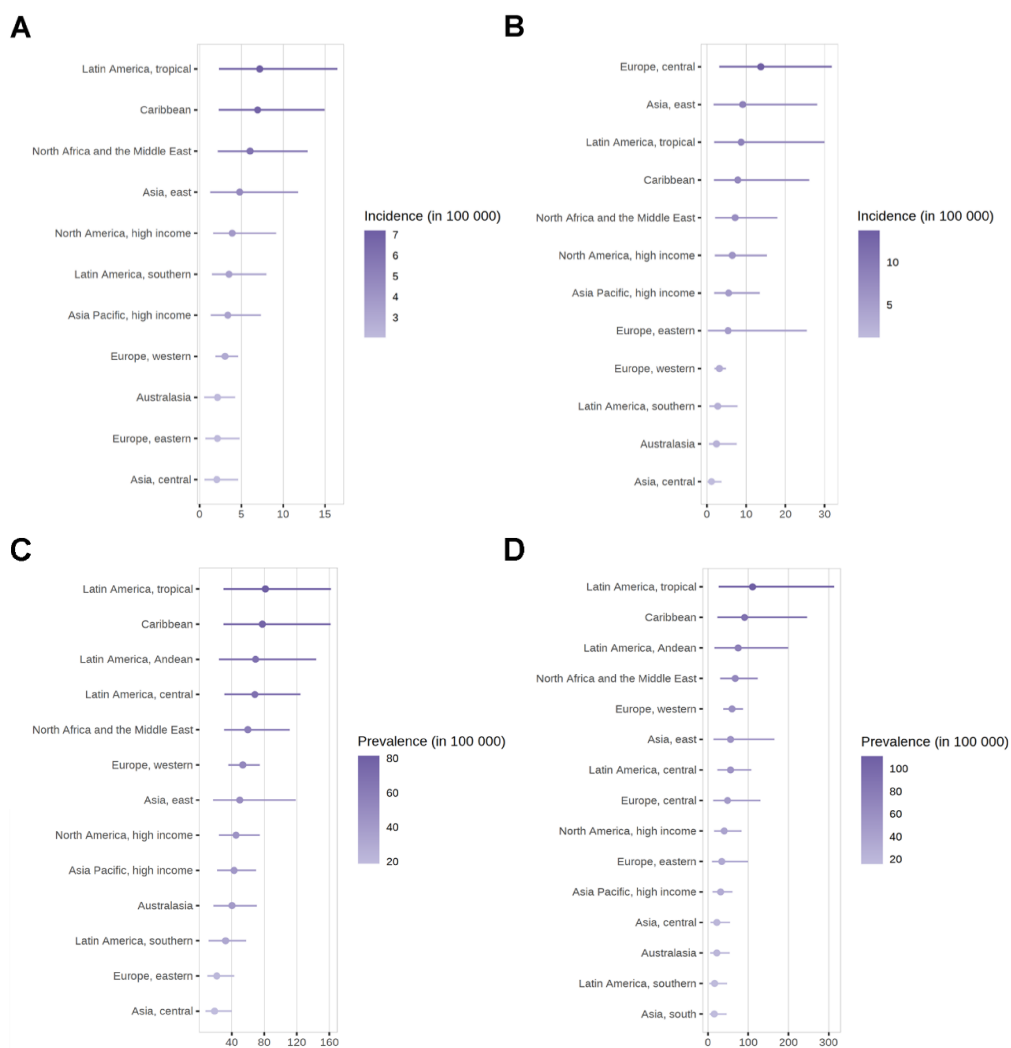 A
Latin America, tropical
Caribbean
North Africa and the Middle East
Asia, east
North America, high income
Latin America, southern
Asia Pacific, high income
Europe, western
Australasia
Europe, eastern
Asia, central
0 5 10 15
Incidence (in 100 000)
7
6
5
4
3
B
Europe, central
Asia, east
Latin America, tropical
Caribbean
North Africa and the Middle East
North America, high income
Asia Pacific, high income
Europe, eastern
Europe, western
Latin America, southern
Australasia
Asia, central
0 10 20 30
Incidence (in 100 000)
10
5
C
Latin America, tropical
Caribbean
Latin America, Andean
Latin America, central
North Africa and the Middle East
Europe, western
Asia, east
North America, high income
Asia Pacific, high income
Australasia
Latin America, southern
Europe, eastern
Asia, central
40 80 120 160
Prevalence (in 100 000)
80
60
40
20
D
Latin America, tropical
Caribbean
Latin America, Andean
North Africa and the Middle East
Europe, western
Asia, east
Latin America, central
Europe, central
North America, high income
Europe, eastern
Asia Pacific, high income
Asia, central
Australasia
Latin America, southern
Asia, south
0 100 200 300
Prevalence (in 100 000)
100
80
60
40
20